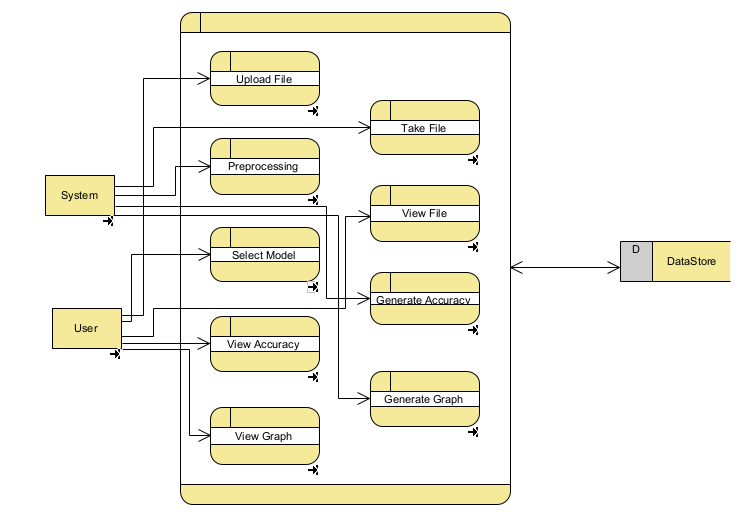 Upload File
Take File
Preprocessing
System
View File
D
Select Model
DataStore
Generate Accuracy
User
View Accuracy
Generate Graph
View Graph